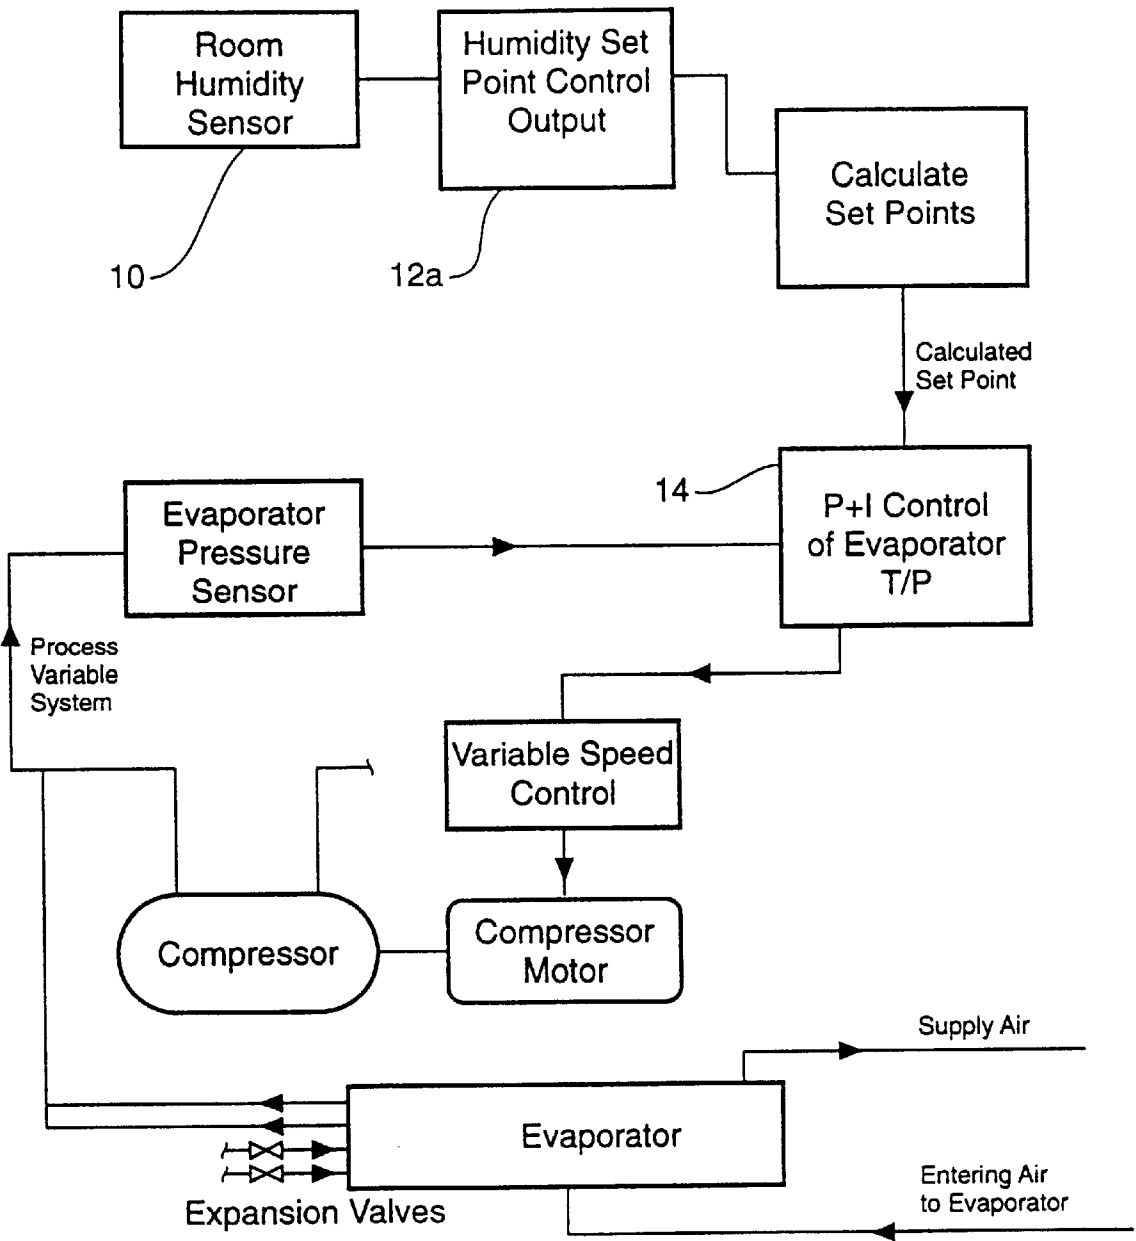 Room
Humidity
Sensor
Humidity Set
Point Control
Output
Calculate
Set Points
10
12a
Calculated
Set Point
14
P+I Control
of Evaporator
T/P
Evaporator
Pressure
Sensor
Process
Variable
System
Variable Speed
Control
Compressor
Compressor
Motor
Supply Air
Evaporator
Expansion Valves
Entering Air
to Evaporator